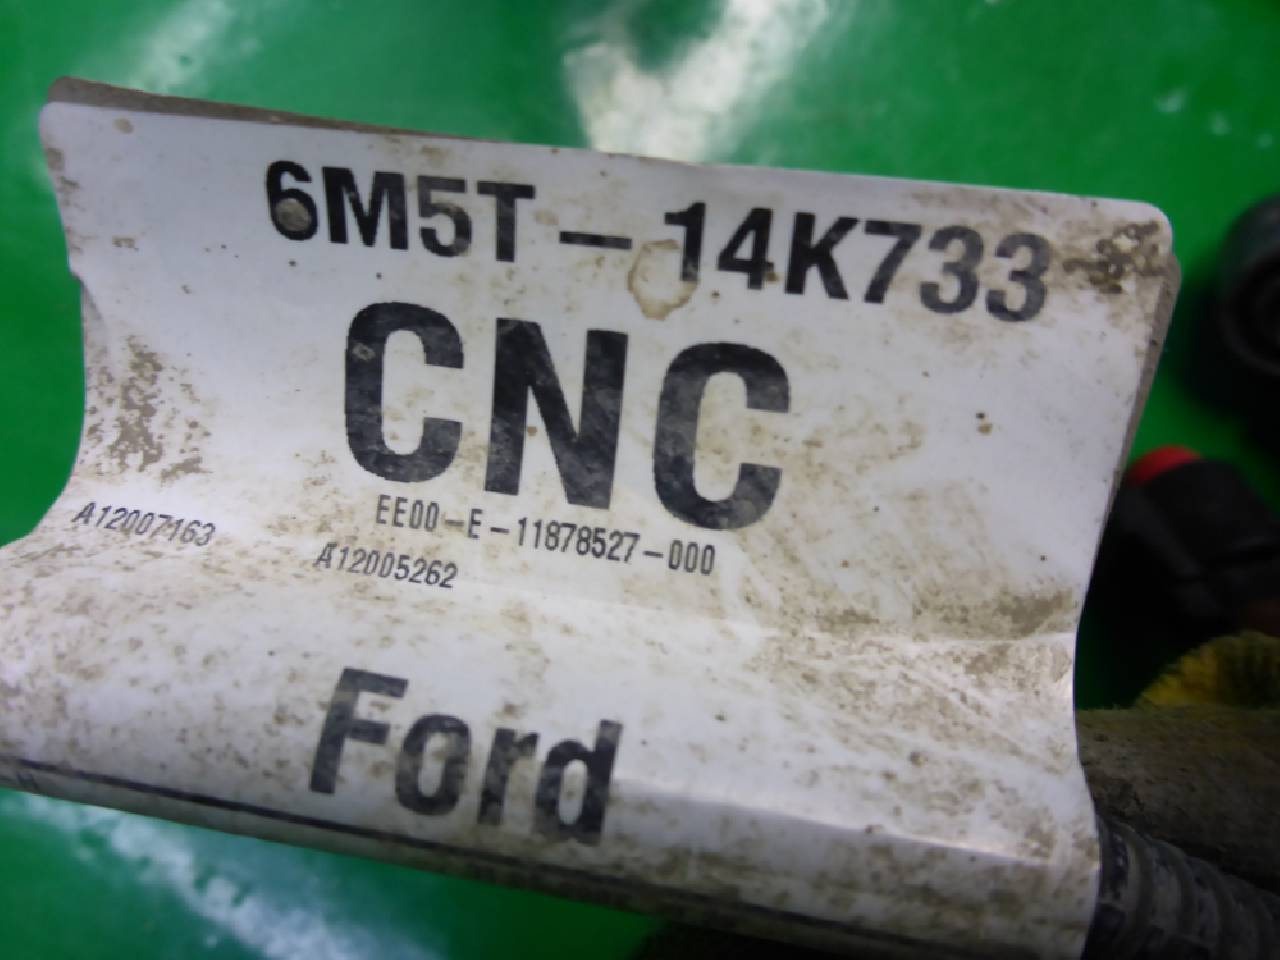 6M5T-14K733
CNC
EE00-E-11878527-000
A12007163
A12005262
Ford